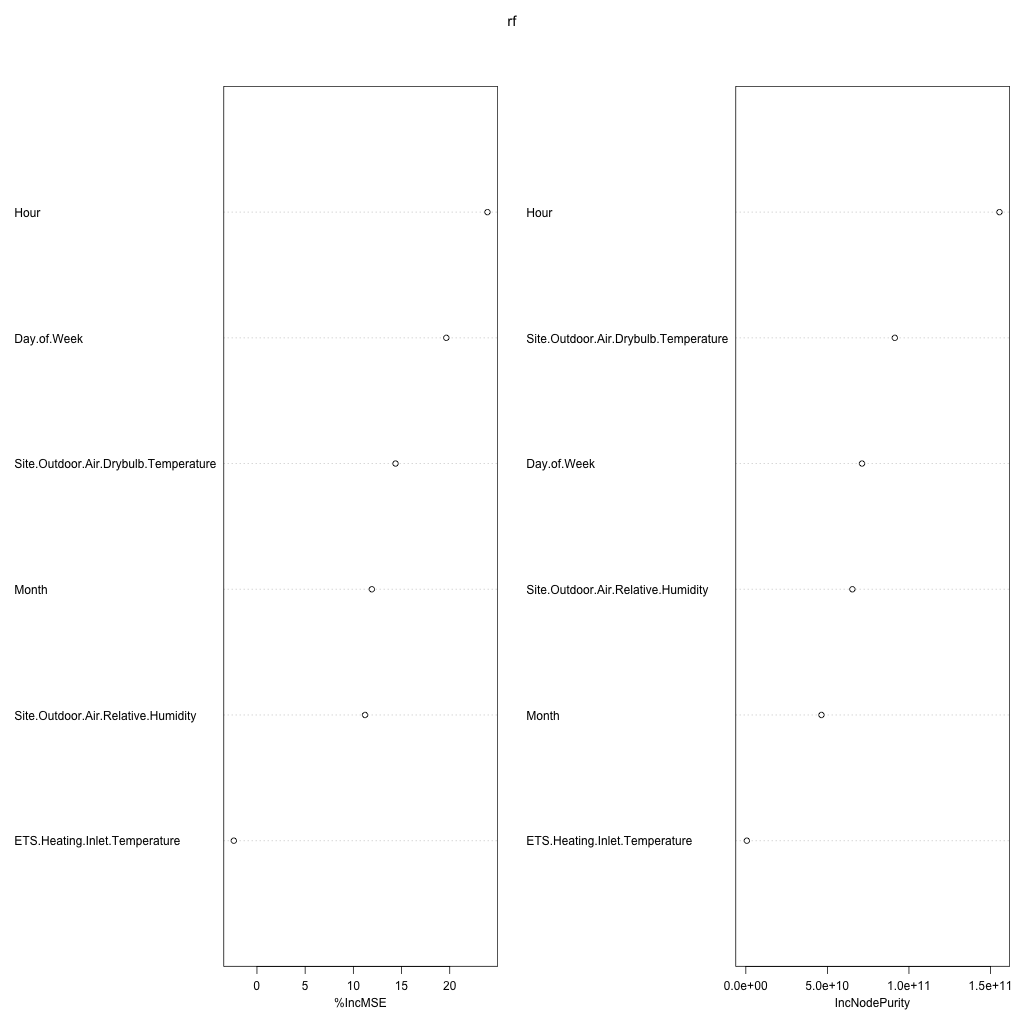 rf
Hour
Day.of.Week
Site.Outdoor.Air.Drybulb.Temperature
Month
Site.Outdoor.Air.Relative.Humidity
ETS.Heating.Inlet.Temperature
0 5 10 15 20
%IncMSE
Hour
Site.Outdoor.Air.Drybulb.Temperature
Day.of.Week
Site.Outdoor.Air.Relative.Humidity
Month
ETS.Heating.Inlet.Temperature
0.0e+00 5.0e+10 1.0e+11 1.5e+11
IncNodePurity